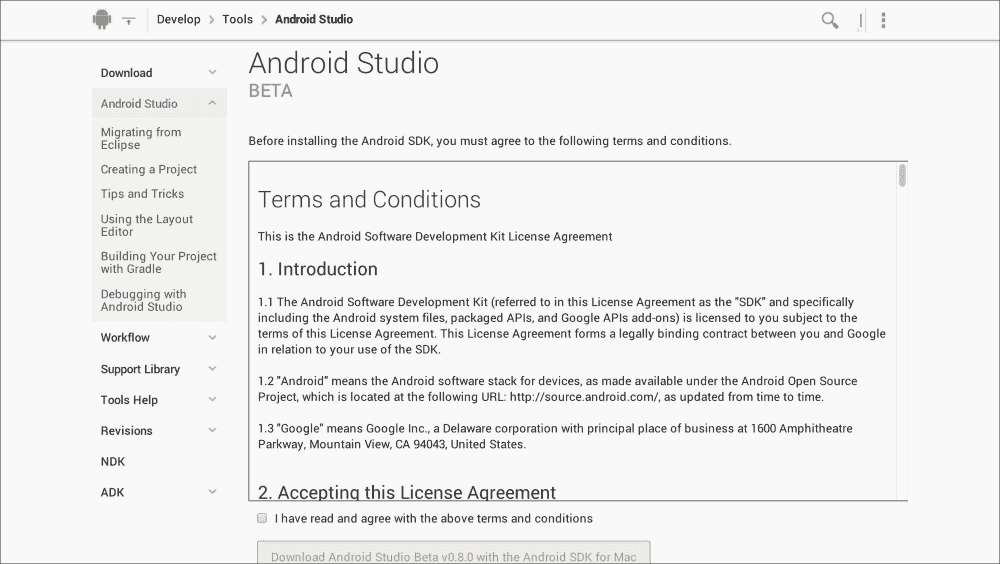 Develop > Tools > Android Studio
Download
Android Studio
Migrating from
Eclipse
Creating a Project
Tips and Tricks
Using the Layout
Editor
Building Your Project
with Gradle
Debugging with
Android Studio
Workflow
Support Library
Tools Help
Revisions
NDK
ADK
Android Studio
BETA
Before installing the Android SDK, you must agree to the following terms and conditions.
Terms and Conditions
This is the Android Software Development Kit License Agreement
1. Introduction
1.1 The Android Software Development Kit (referred to in this License Agreement as the "SDK" and specifically
including the Android system files, packaged APIs, and Google APIs add-ons) is licensed to you subject to the
terms of this License Agreement. This License Agreement forms a legally binding contract between you and Google
in relation to your use of the SDK.
1.2 "Android" means the Android software stack for devices, as made available under the Android Open Source
Project, which is located at the following URL: http://source.android.com/, as updated from time to time.
1.3 "Google" means Google Inc., a Delaware corporation with principal place of business at 1600 Amphitheatre
Parkway, Mountain View, CA 94043, United States.
2. Accepting this License Agreement
I have read and agree with the above terms and conditions
Download Android Studio Beta v0.8.0 with the Android SDK for Mac